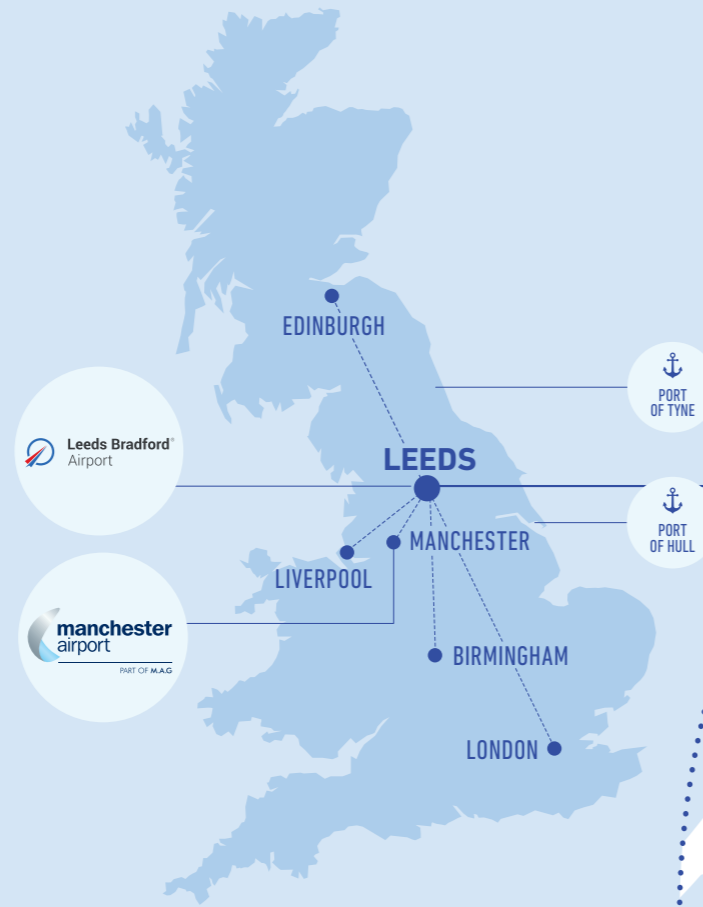 EDINBURGH
PORT
OF TYNE
Leeds Bradford®
Airport
LEEDS
PORT
OF HULL
MANCHESTER
LIVERPOOL
manchester
airport
PART OF M.A.G
BIRMINGHAM
LONDON